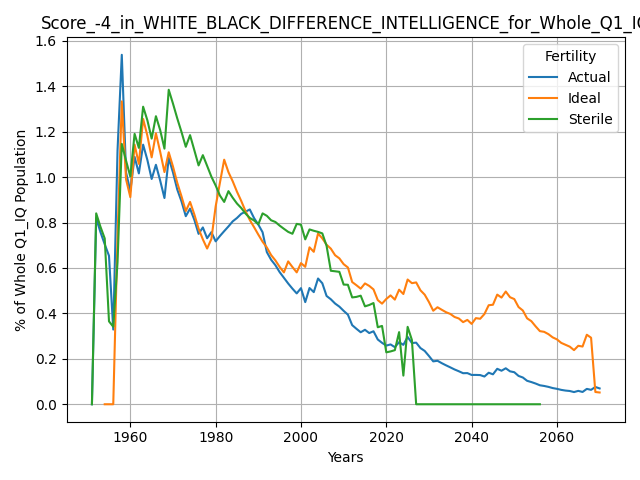 Score_-4_in_WHITE_BLACK_DIFFERENCE_INTELLIGENCE_for_Whole_Q1_IQ
Fertility
Actual
Ideal
Sterile
% of Whole Q1_IQ Population
1.6
1.4
1.2
1.0
0.8
0.6
0.4
0.2
0.0
1960 1980 2000 2020 2040 2060
Years